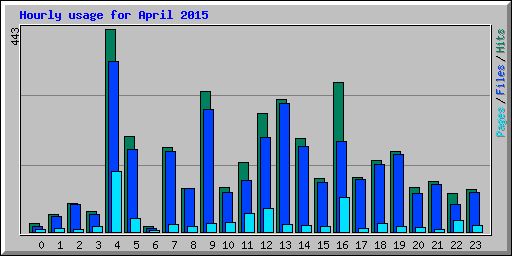 Hourly usage for April 2015
443
Pages / Files / Hits
0 1 2 3 4 5 6 7 8 9 10 11 12 13 14 15 16 17 18 19 20 21 22 23